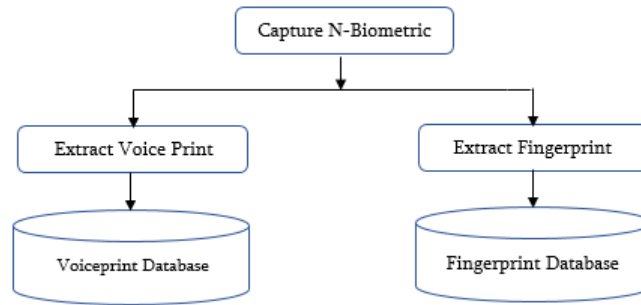 Capture N-Biometric
Extract Voice Print
Extract Fingerprint
Voiceprint Database
Fingerprint Database